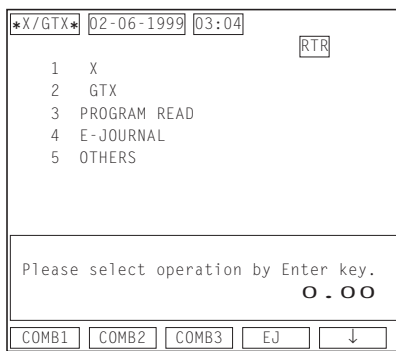 *X/GTX* 02-06-1999 03:04
RTR
1 X
2 GTX
3 PROGRAM READ
4 E-JOURNAL
5 OTHERS
Please select operation by Enter key.
0.00
COMB1 COMB2 COMB3 EJ ↓